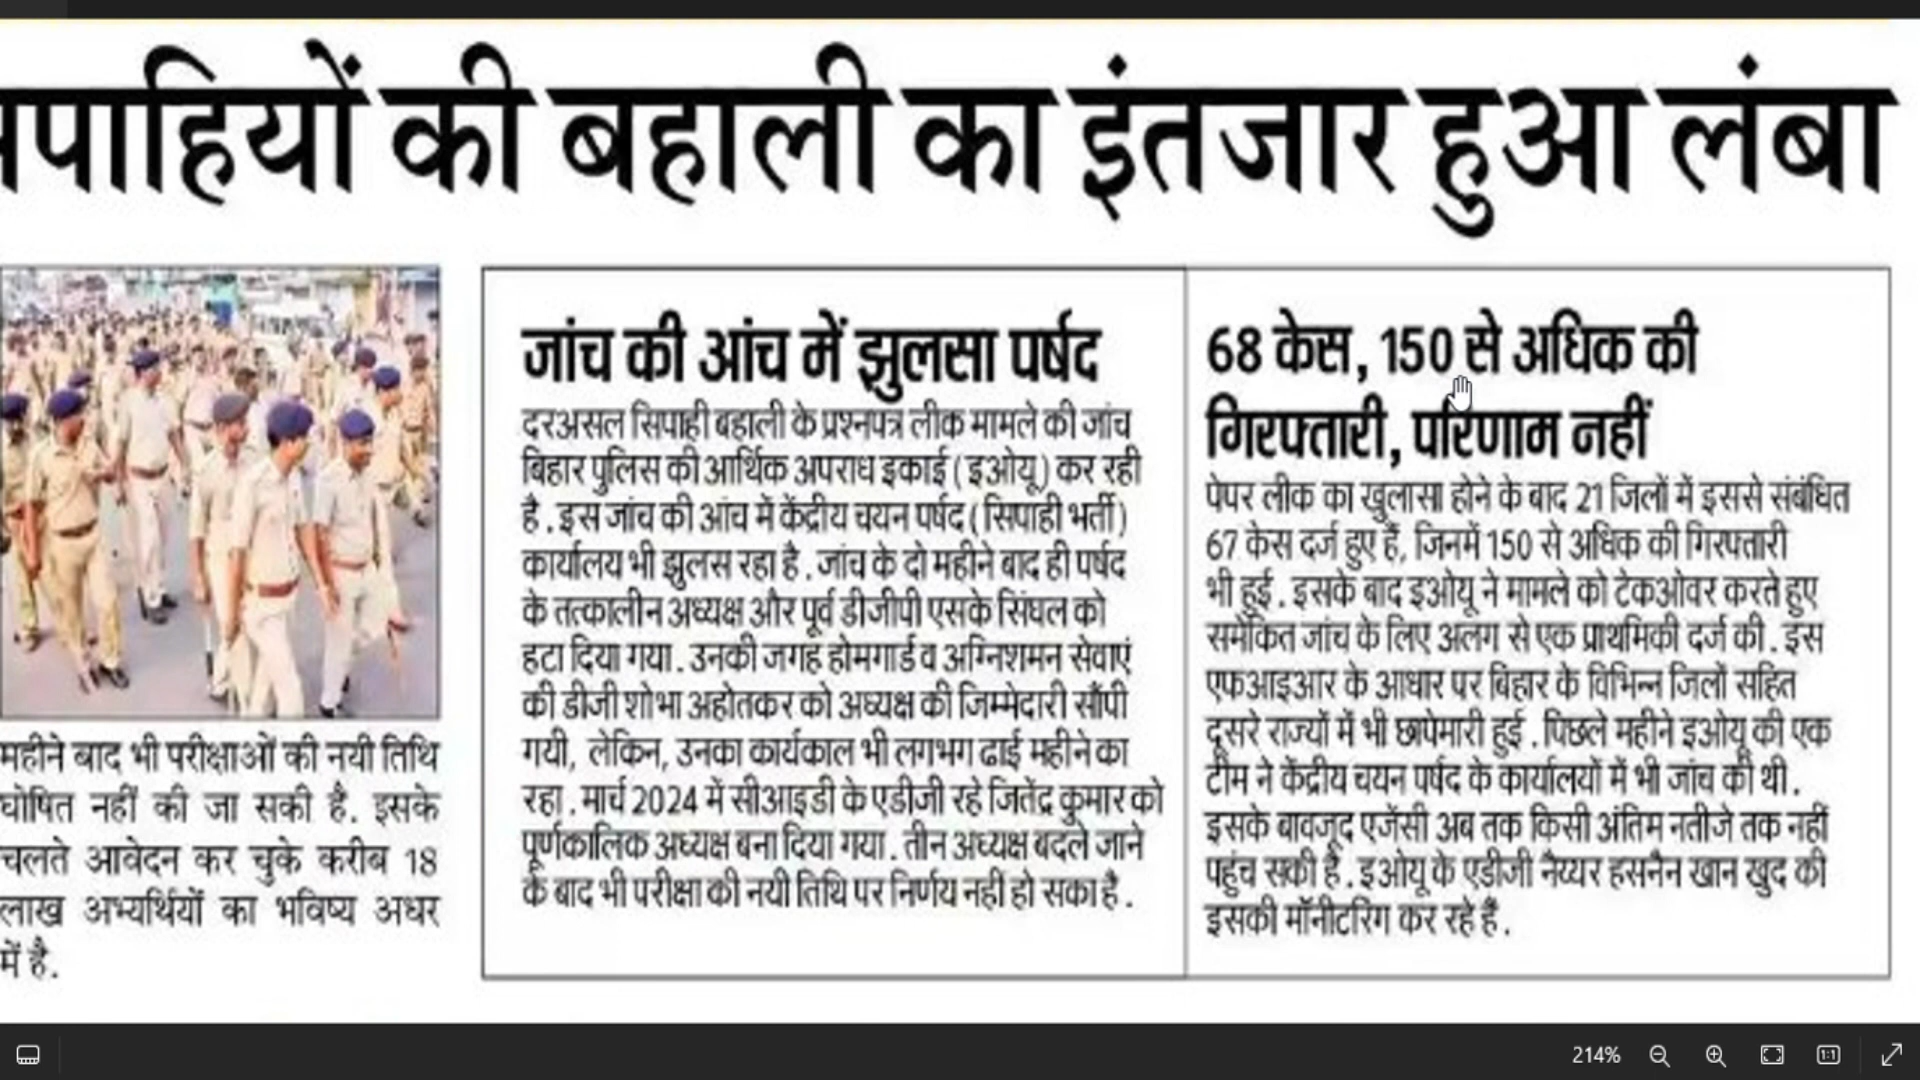 सिपाहियों की बहाली का इंतजार हुआ लंबा
महीने बाद भी परीक्षाओं की नयी तिथि
घोषित नहीं की जा सकी है. इसके
चलते आवेदन कर चुके करीब 18
लाख अभ्यर्थियों का भविष्य अधर
में है.
जांच की आंच में झुलसा पर्षद
दरअसल सिपाही बहाली के प्रश्नपत्र लीक मामले की जांच
बिहार पुलिस की आर्थिक अपराध इकाई (इओयू) कर रही
है. इस जांच की आंच में केंद्रीय चयन पर्षद (सिपाही भर्ती)
कार्यालय भी झुलस रहा है. जांच के दो महीने बाद ही पर्षद
के तत्कालीन अध्यक्ष और पूर्व डीजीपी एसके सिंघल को
हटा दिया गया. उनकी जगह होमगार्ड व अग्निशमन सेवाएं
की डीजी शोभा अहोतकर को अध्यक्ष की जिम्मेदारी सौंपी
गयी, लेकिन, उनका कार्यकाल भी लगभग ढाई महीने का
रहा. मार्च 2024 में सीआइडी के एडीजी रहे जितेंद्र कुमार को
पूर्णकालिक अध्यक्ष बना दिया गया. तीन अध्यक्ष बदले जाने
के बाद भी परीक्षा की नयी तिथि पर निर्णय नहीं हो सका है.
68 केस, 150 से अधिक की
गिरफ्तारी, परिणाम नहीं
पेपर लीक का खुलासा होने के बाद 21 जिलों में इससे संबंधित
67 केस दर्ज हुए हैं, जिनमें 150 से अधिक की गिरफ्तारी
भी हुई. इसके बाद इओयू ने मामले को टेकओवर करते हुए
समेकित जांच के लिए अलग से एक प्राथमिकी दर्ज की. इस
एफआइआर के आधार पर बिहार के विभिन्न जिलों सहित
दूसरे राज्यों में भी छापेमारी हुई. पिछले महीने इओयू की एक
टीम ने केंद्रीय चयन पर्षद के कार्यालयों में भी जांच की थी.
इसके बावजूद एजेंसी अब तक किसी अंतिम नतीजे तक नहीं
पहुंच सकी है. इओयू के एडीजी नैय्यर हसनैन खान खुद की
इसकी मॉनीटरिंग कर रहे हैं.
214%
1:1